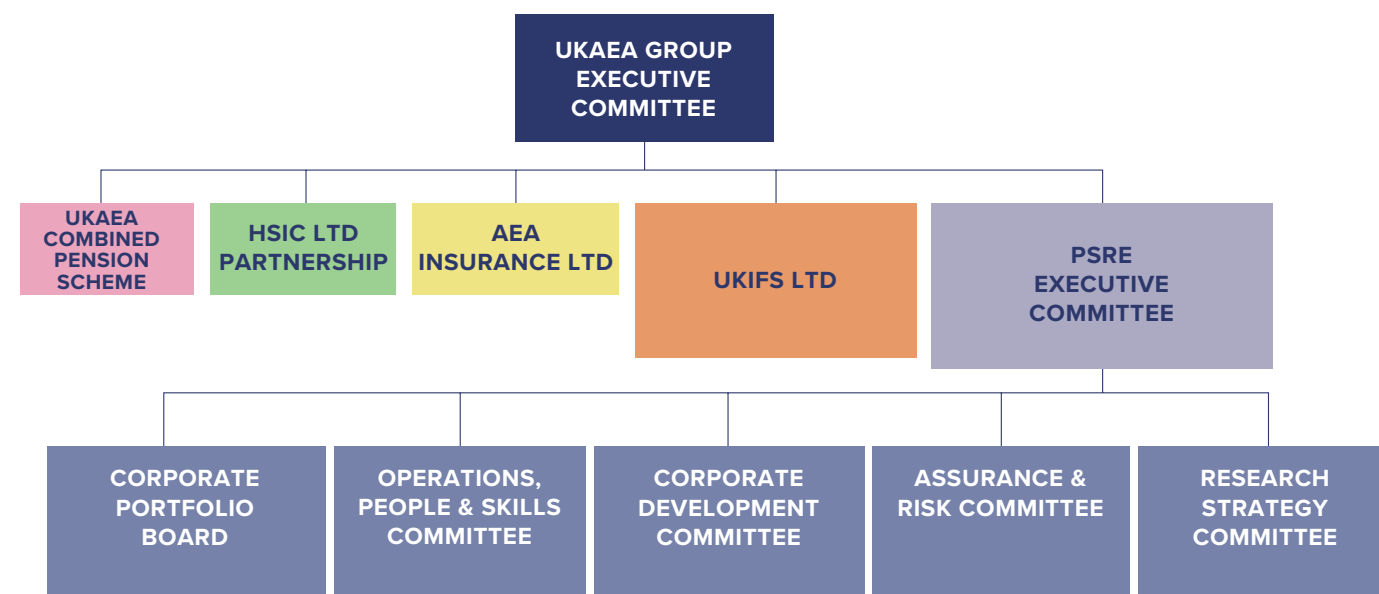 UKAEA GROUP
EXECUTIVE
COMMITTEE
UKAEA
COMBINED
PENSION
SCHEME
HSIC LTD
PARTNERSHIP
AEA
INSURANCE LTD
UKIFS LTD
PSRE
EXECUTIVE
COMMITTEE
CORPORATE
PORTFOLIO
BOARD
OPERATIONS,
PEOPLE & SKILLS
COMMITTEE
CORPORATE
DEVELOPMENT
COMMITTEE
ASSURANCE &
RISK COMMITTEE
RESEARCH
STRATEGY
COMMITTEE